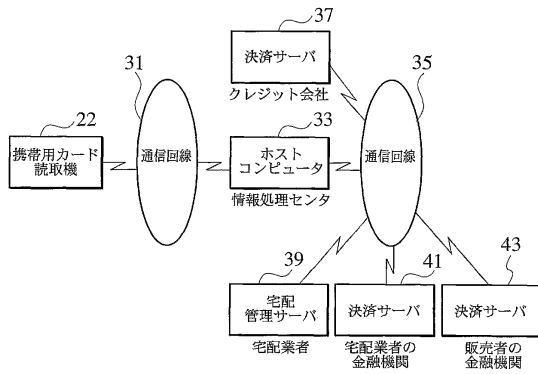 37
決済サーバ
クレジット会社
31
35
22
携帯用カード
読取機
通信回線
33
ホスト
コンピュータ
情報処理センタ
通信回線
39
宅配
管理サーバ
宅配業者
41
決済サーバ
宅配業者の
金融機関
43
決済サーバ
販売者の
金融機関